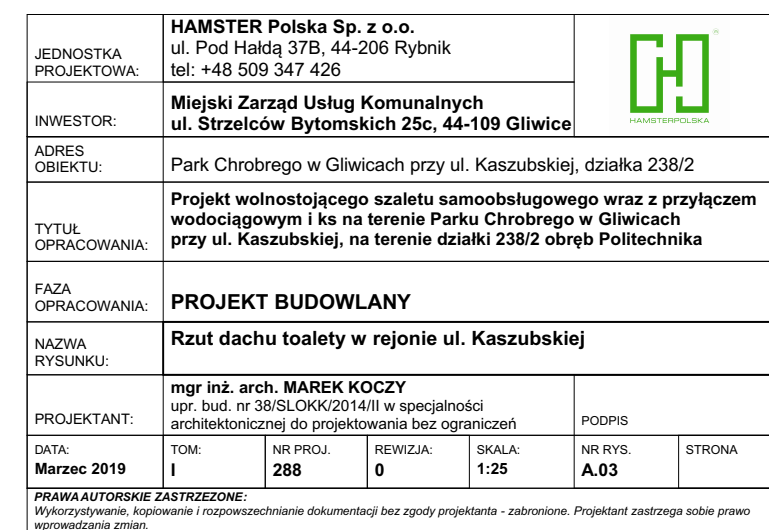 JEDNOSTKA
PROJEKTOWA:
HAMSTER Polska Sp. z o.o.
ul. Pod Hałdą 37B, 44-206 Rybnik
tel: +48 509 347 426
HAMSTERPOLSKA
INWESTOR:
Miejski Zarząd Usług Komunalnych
ul. Strzelców Bytomskich 25c, 44-109 Gliwice
ADRES
OBIEKTU:
Park Chrobrego w Gliwicach przy ul. Kaszubskiej, działka 238/2
TYTUŁ
OPRACOWANIA:
Projekt wolnostojącego szaletu samoobsługowego wraz z przyłączem
wodociągowym i ks na terenie Parku Chrobrego w Gliwicach
przy ul. Kaszubskiej, na terenie działki 238/2 obręb Politechnika
FAZA
OPRACOWANIA:
PROJEKT BUDOWLANY
NAZWA
RYSUNKU:
Rzut dachu toalety w rejonie ul. Kaszubskiej
PROJEKTANT:
mgr inż. arch. MAREK KOCZY
upr. bud. nr 38/SLOKK/2014/II w specjalności
architektonicznej do projektowania bez ograniczeń
PODPIS
DATA:
Marzec 2019
TOM:
I
NR PROJ.
288
REWIZJA:
0
SKALA:
1:25
NR RYS.
A.03
STRONA
PRAWA AUTORSKIE ZASTRZEŻONE:
Wykorzystywanie, kopiowanie i rozpowszechnianie dokumentacji bez zgody projektanta - zabronione. Projektant zastrzega sobie prawo
wprowadzania zmian.